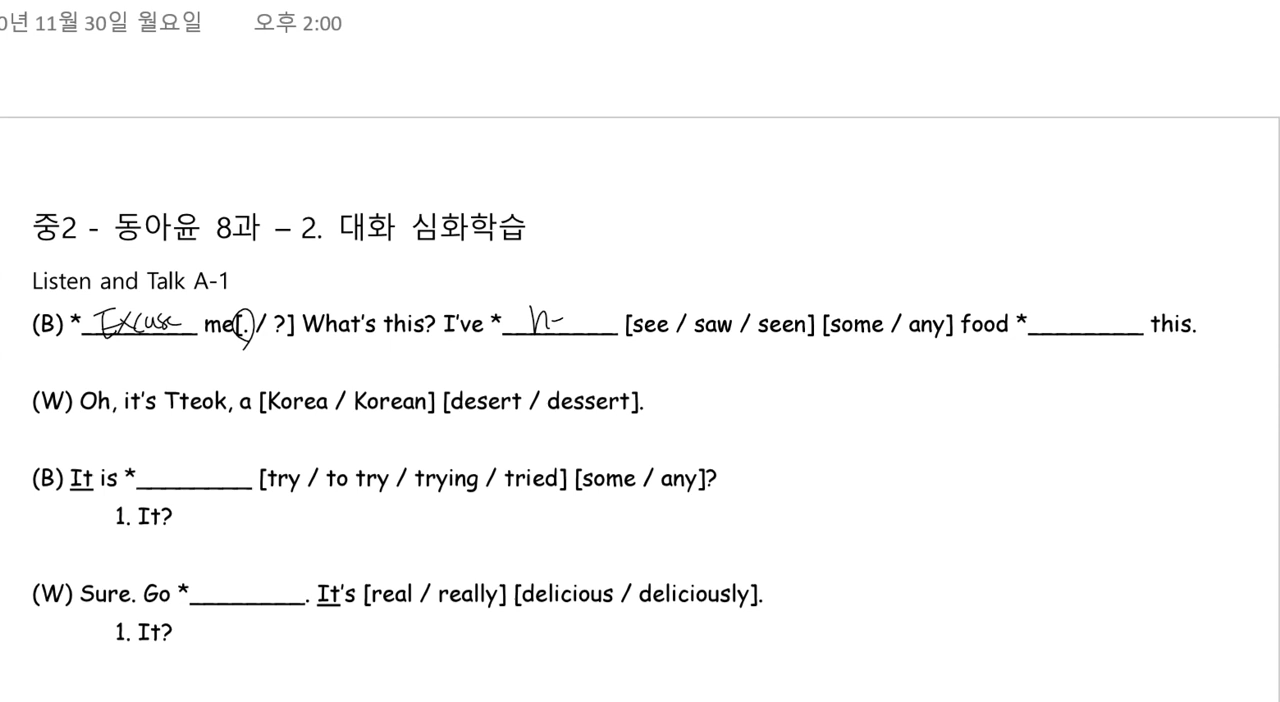 0년 11월 30일 월요일 오후 2:00
중2 - 동아윤 8과 – 2. 대화 심화학습
Listen and Talk A-1
(B) * Excuse me[. / ?] What's this? I've * n- [see / saw / seen] [some / any] food *_________ this.
(W) Oh, it's Tteok, a [Korea / Korean] [desert / dessert].
(B) It is *_________ [try / to try / trying / tried] [some / any]?
1. It?
(W) Sure. Go *_________. It's [real / really] [delicious / deliciously].
1. It?